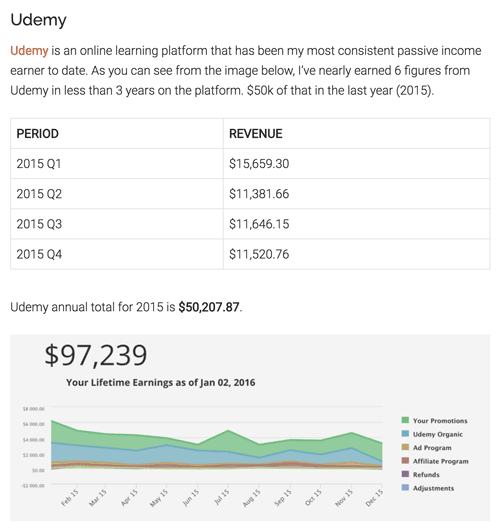 Udemy
Udemy is an online learning platform that has been my most consistent passive income
earner to date. As you can see from the image below, I've nearly earned 6 figures from
Udemy in less than 3 years on the platform. $50k of that in the last year (2015).
PERIOD REVENUE
2015 Q1 $15,659.30
2015 Q2 $11,381.66
2015 Q3 $11,646.15
2015 Q4 $11,520.76
Udemy annual total for 2015 is $50,207.87.
$97,239
Your Lifetime Earnings as of Jan 02, 2016
$8 000.00
$6 000.00
$4 000.00
$2 000.00
$0.00
-$2 000.00
Feb 15 Mar 15 Apr 15 May 15 Jun 15 Jul 15 Aug 15 Sep 15 Oct 15 Nov 15 Dec 15
Your Promotions
Udemy Organic
Ad Program
Affiliate Program
Refunds
Adjustments